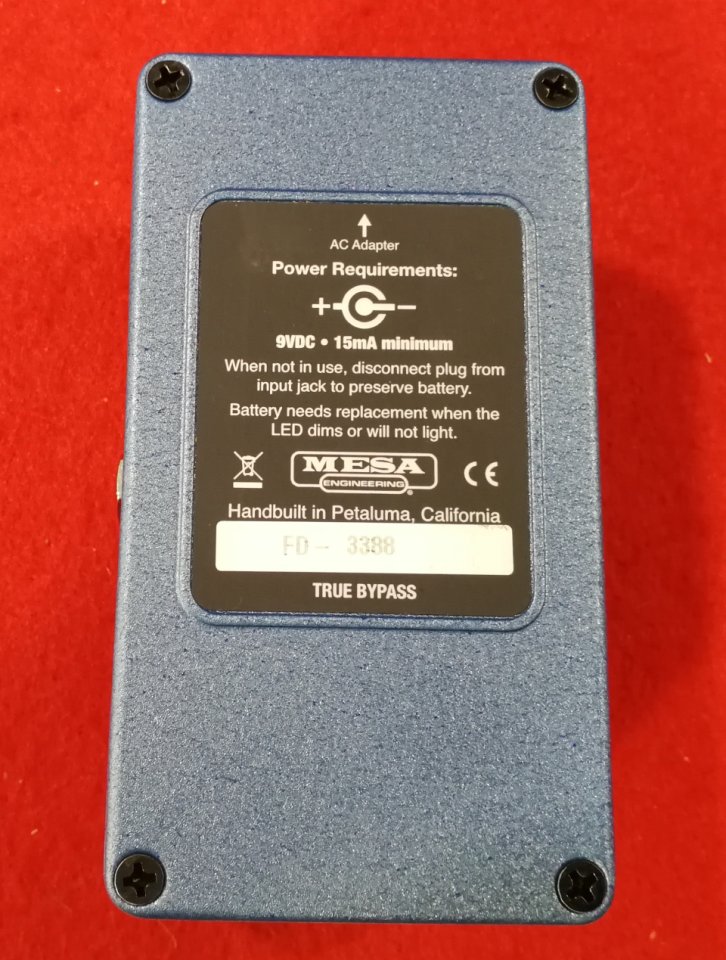 AC Adapter
Power Requirements:
+ −
9VDC • 15mA minimum
When not in use, disconnect plug from
input jack to preserve battery.
Battery needs replacement when the
LED dims or will not light.
MESA
ENGINEERING®
CE
Handbuilt in Petaluma, California
FD - 3388
TRUE BYPASS